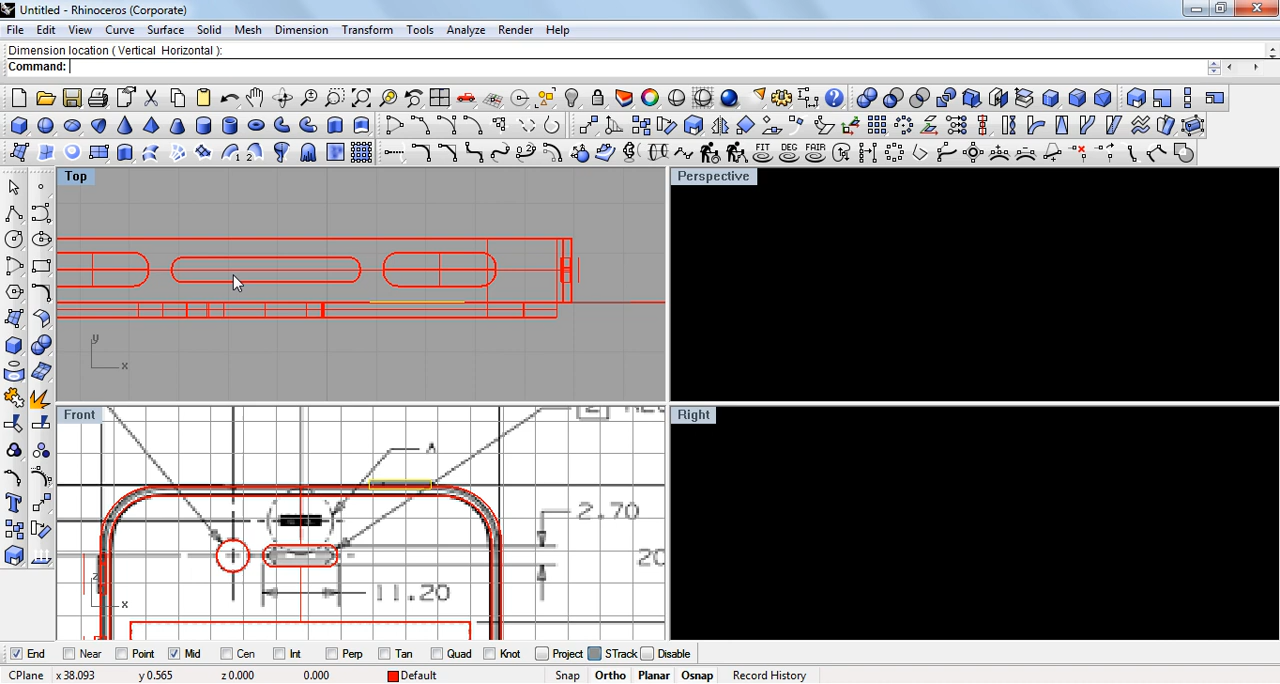 Untitled - Rhinoceros (Corporate)
File Edit View Curve Surface Solid Mesh Dimension Transform Tools Analyze Render Help
Dimension location ( Vertical Horizontal ):
Command:
FIT DEG FAIR
Top
Perspective
y
x
Front
Right
A
2.70
20
11.20
z
x
End Near Point Mid Cen Int Perp Tan Quad Knot Project STrack Disable
CPlane x 38.093 y 0.565 z 0.000 0.000 Default Snap Ortho Planar Osnap Record History